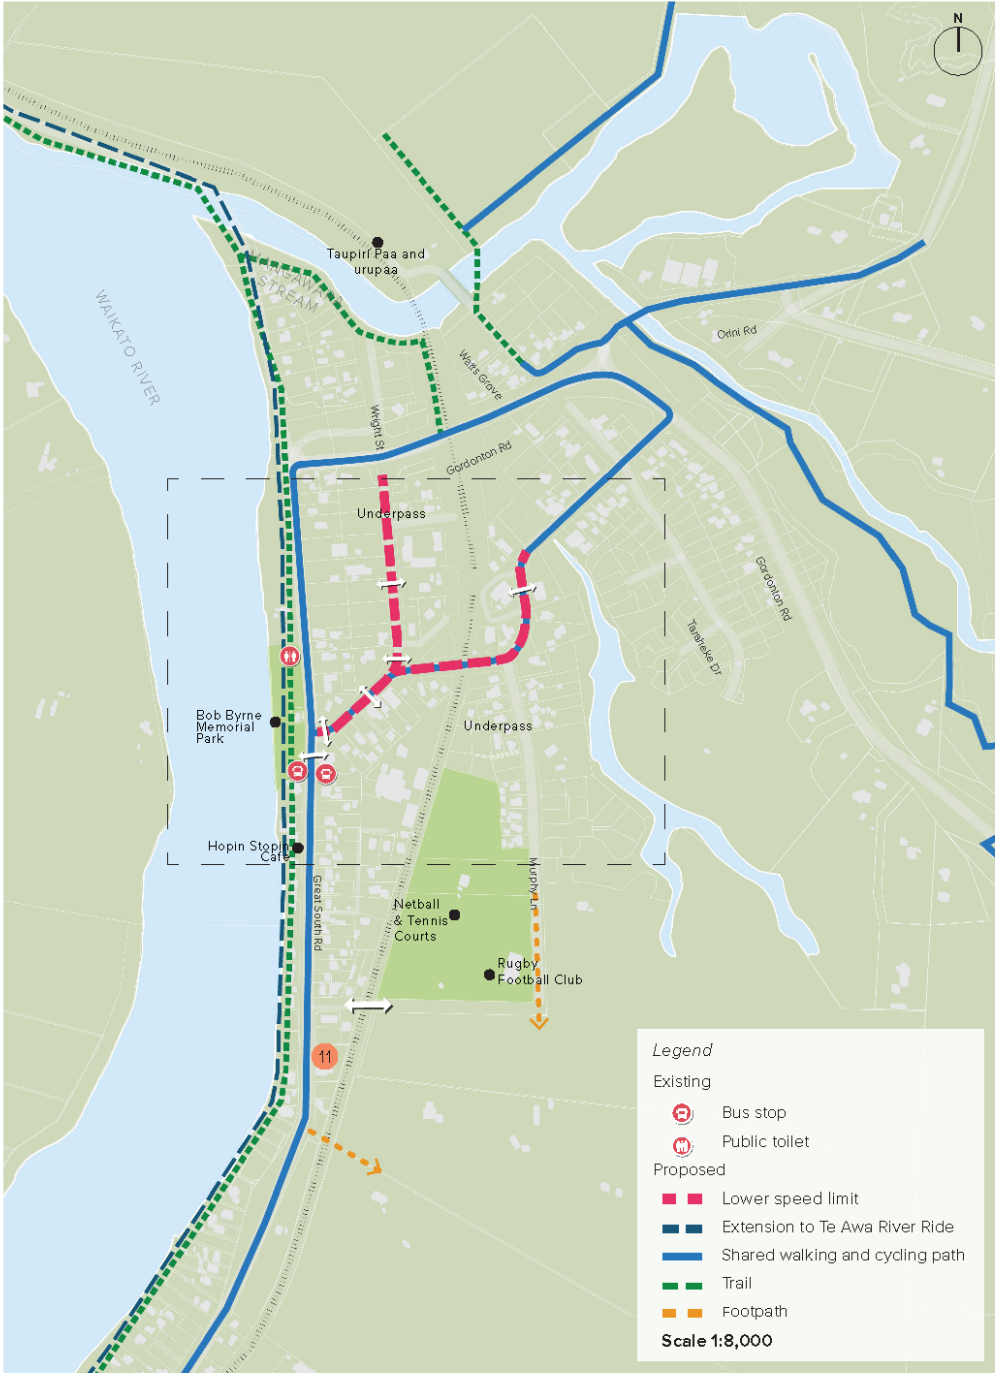 N
Taupiri Paa and
urupaa
MANGAWARA
STREAM
WAIKATO RIVER
Orini Rd
Watts Grove
Wright St
Gordonton Rd
Underpass
Gordonton Rd
Taraheke Dr
Bob Byrne
Memorial
Park
Underpass
Hopin Stopin
Cafe
Great South Rd
Murphy Ln
Netball
& Tennis
Courts
Rugby
Football Club
11
Legend
Existing
Bus stop
Public toilet
Proposed
Lower speed limit
Extension to Te Awa River Ride
Shared walking and cycling path
Trail
Footpath
Scale 1:8,000